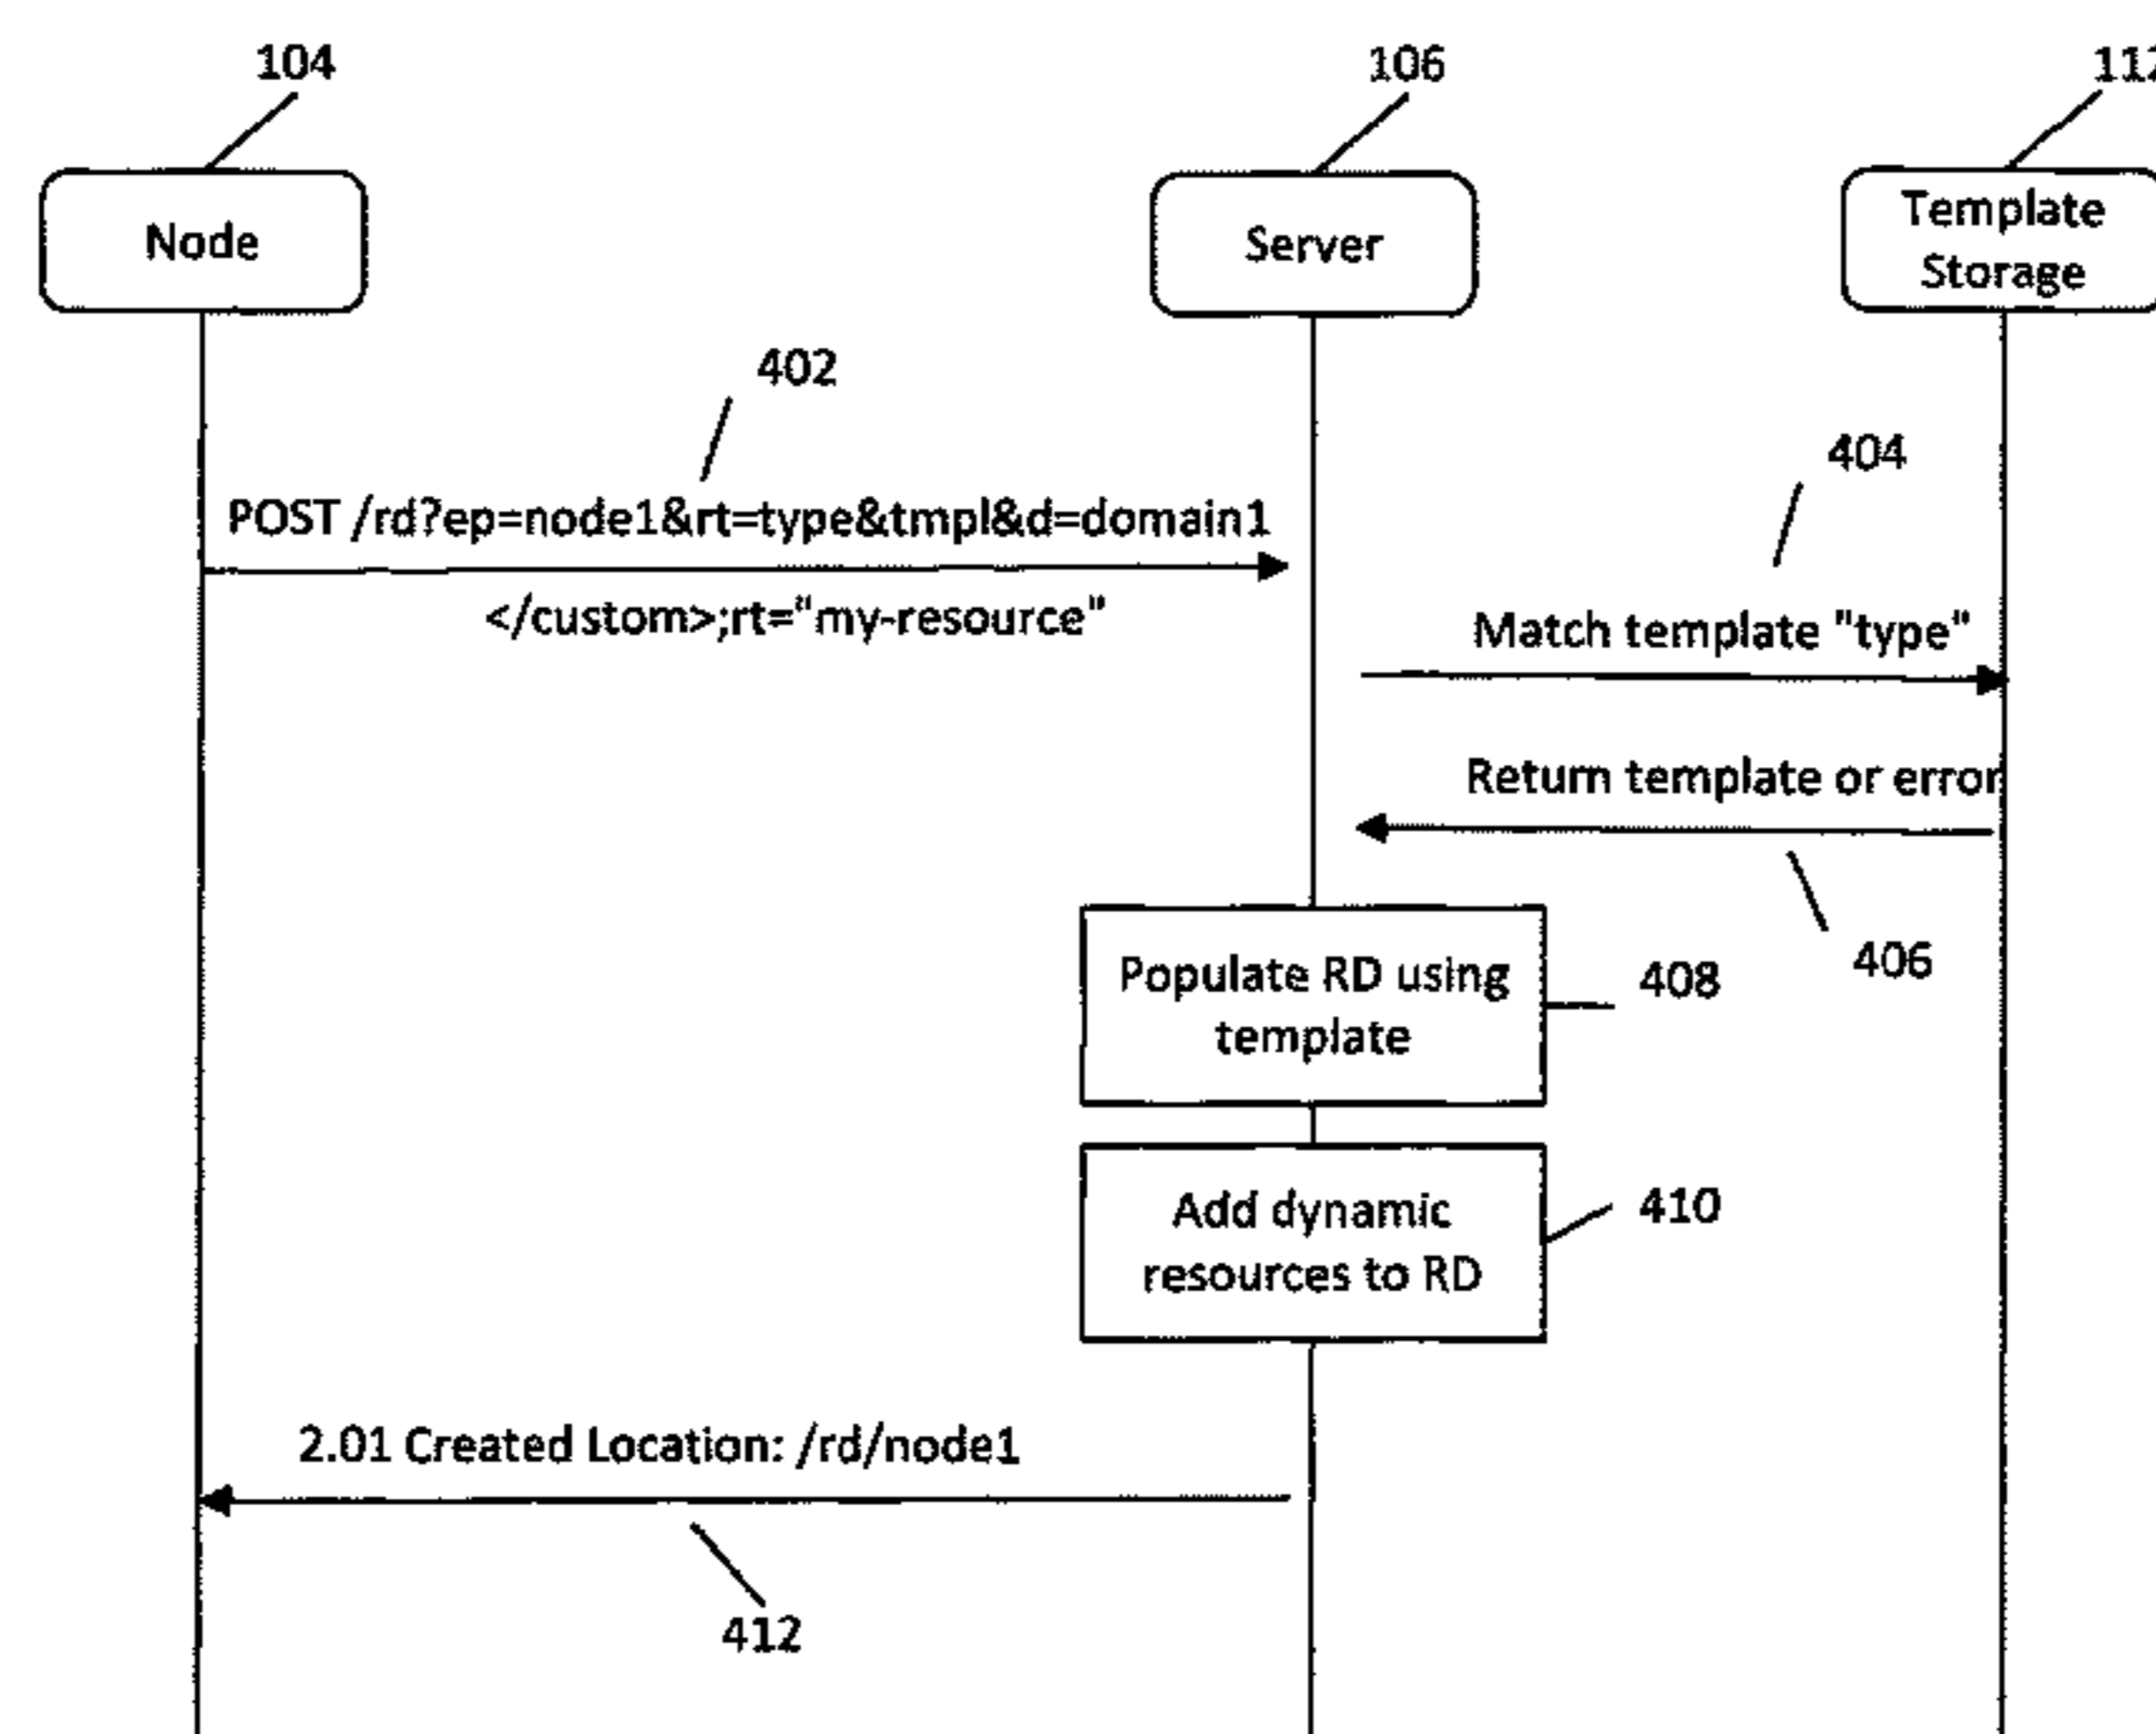 104
106
112
Node
Server
Template
Storage
402
POST /rd?ep=node1&rt=type&tmpl&d=domain1
</custom>;rt="my-resource"
404
Match template "type"
Return template or error
406
Populate RD using
template
408
Add dynamic
resources to RD
410
2.01 Created Location: /rd/node1
412